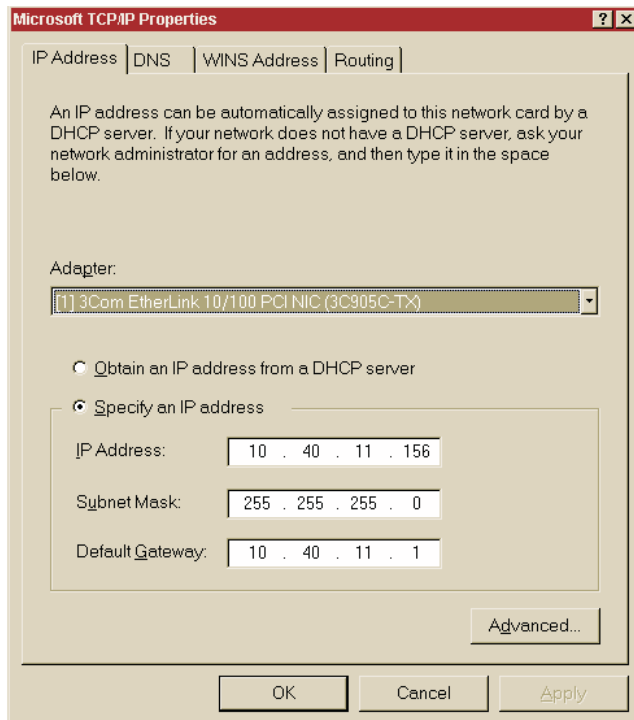 Microsoft TCP/IP Properties
IP Address DNS WINS Address Routing
An IP address can be automatically assigned to this network card by a
DHCP server. If your network does not have a DHCP server, ask your
network administrator for an address, and then type it in the space
below.
Adapter:
[1] 3Com EtherLink 10/100 PCI NIC (3C905C-TX)
Obtain an IP address from a DHCP server
Specify an IP address
IP Address: 10 . 40 . 11 . 156
Subnet Mask: 255 . 255 . 255 . 0
Default Gateway: 10 . 40 . 11 . 1
Advanced...
OK Cancel Apply